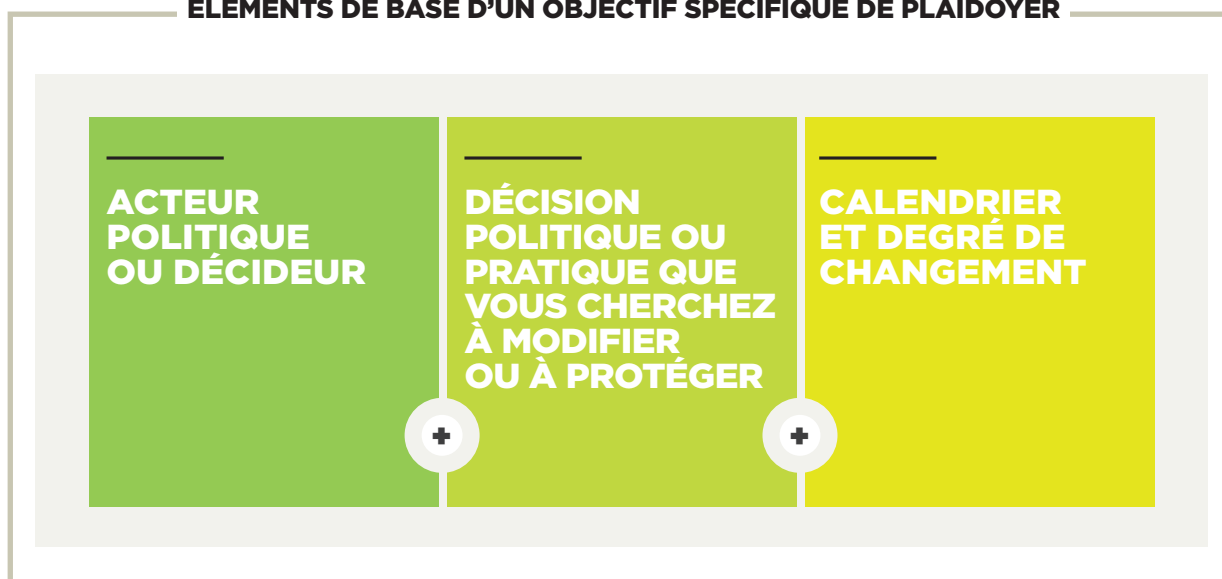 ÉLÉMENTS DE BASE D'UN OBJECTIF SPÉCIFIQUE DE PLAIDOYER
ACTEUR
POLITIQUE
OU DÉCIDEUR
DÉCISION
POLITIQUE OU
PRATIQUE QUE
VOUS CHERCHEZ
À MODIFIER
OU À PROTÉGER
CALENDRIER
ET DEGRÉ DE
CHANGEMENT
+
+